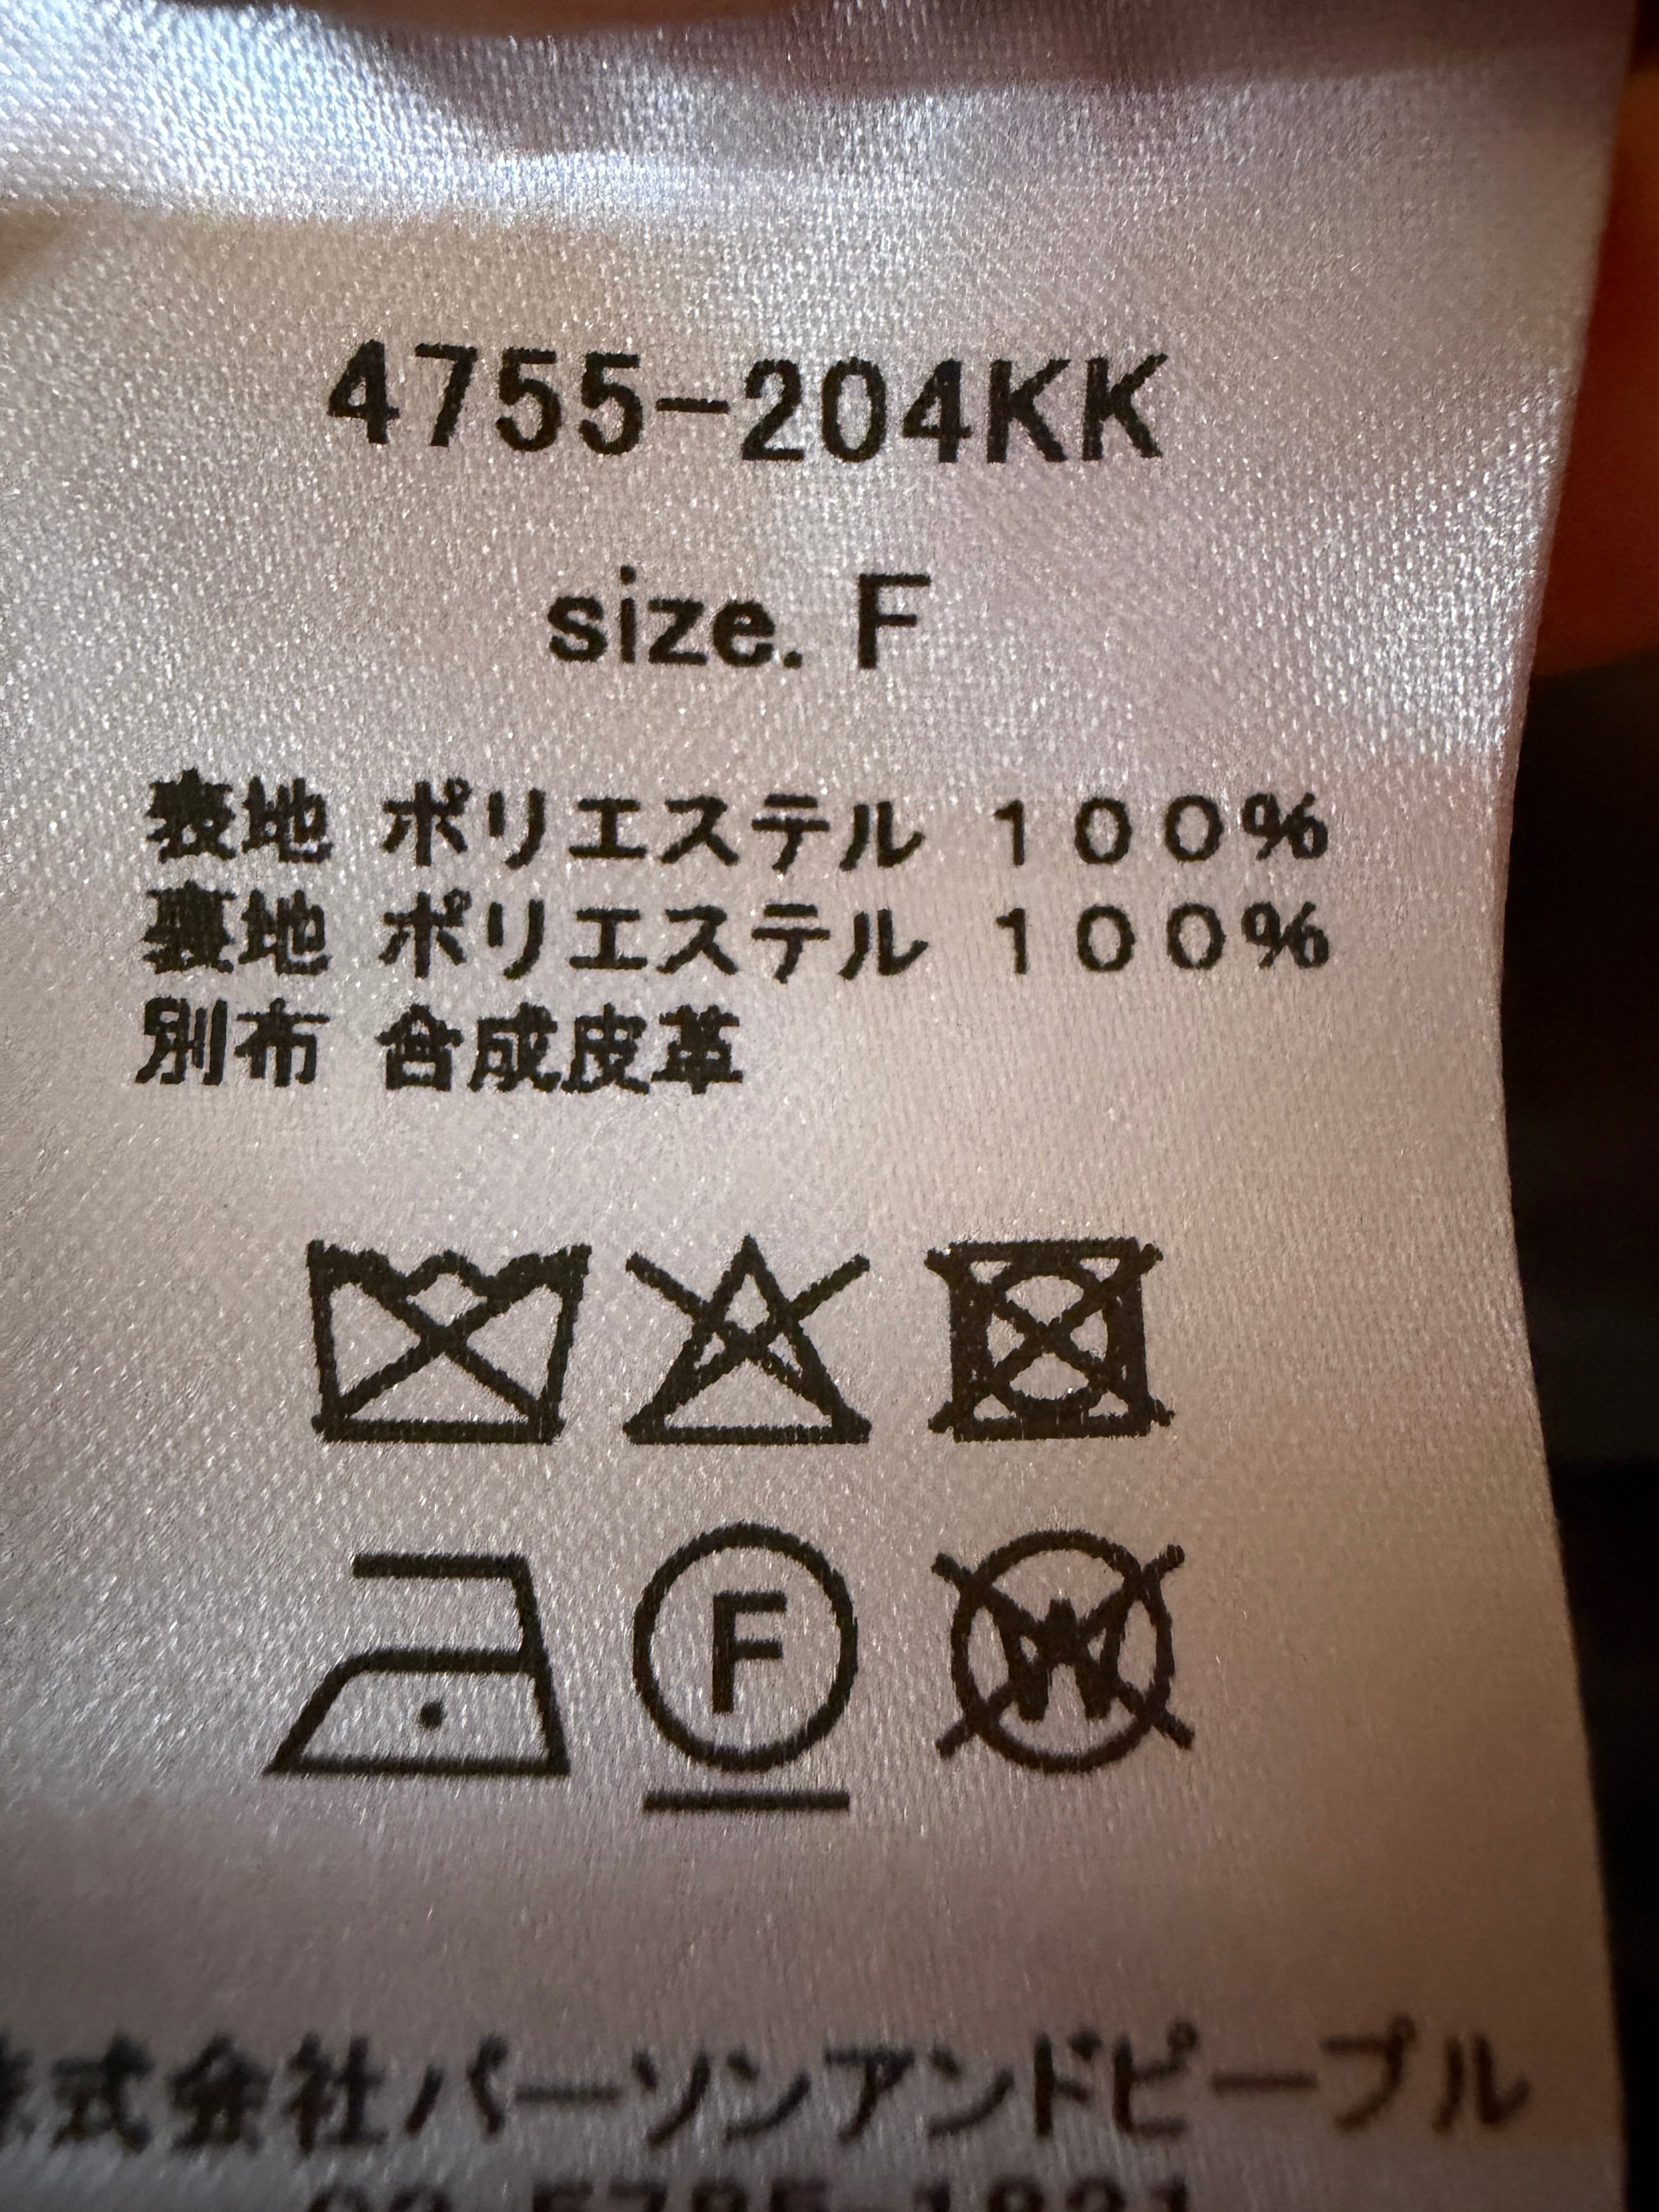 4755-204KK
size. F
表地 ポリエステル 100%
裏地 ポリエステル 100%
別布 合成皮革
F
W
株式会社パーソンアンドピープル